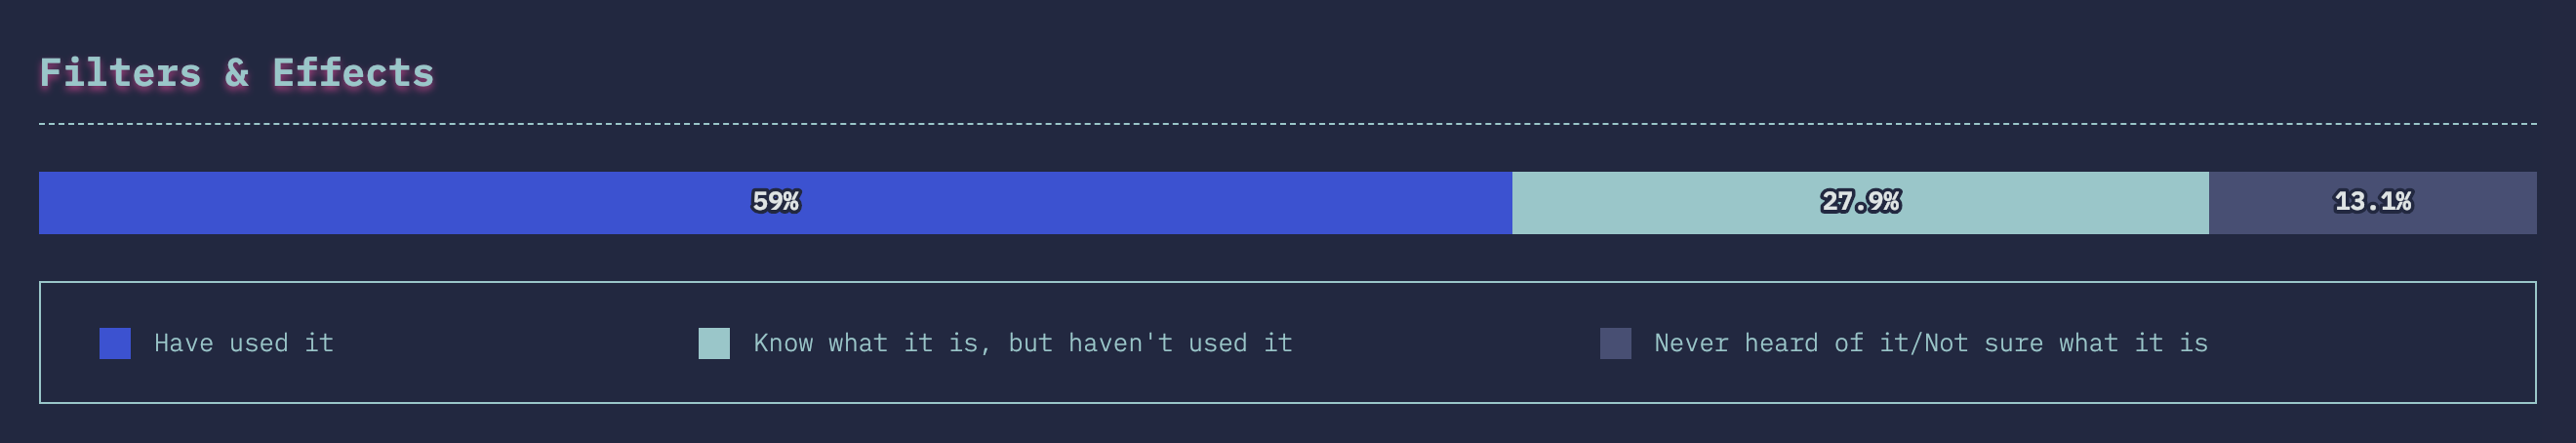 Filters & Effects
59% 27.9% 13.1%
Have used it Know what it is, but haven't used it Never heard of it/Not sure what it is